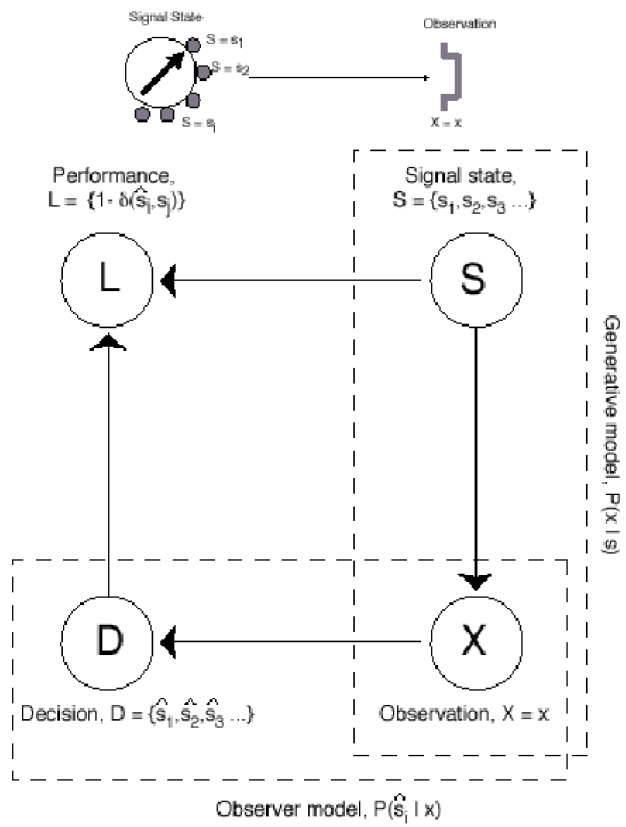 Signal State
Observation
S = s₁
S = s₂
S = sᵢ
X = x
Performance,
L = {1- δ(ŝᵢ,sⱼ)}
Signal state,
S = {s₁,s₂,s₃ ...}
L
S
Generative model, P(x | s)
D
X
Decision, D = {ŝ₁,ŝ₂,ŝ₃ ...}
Observation, X = x
Observer model, P(ŝᵢ | x)